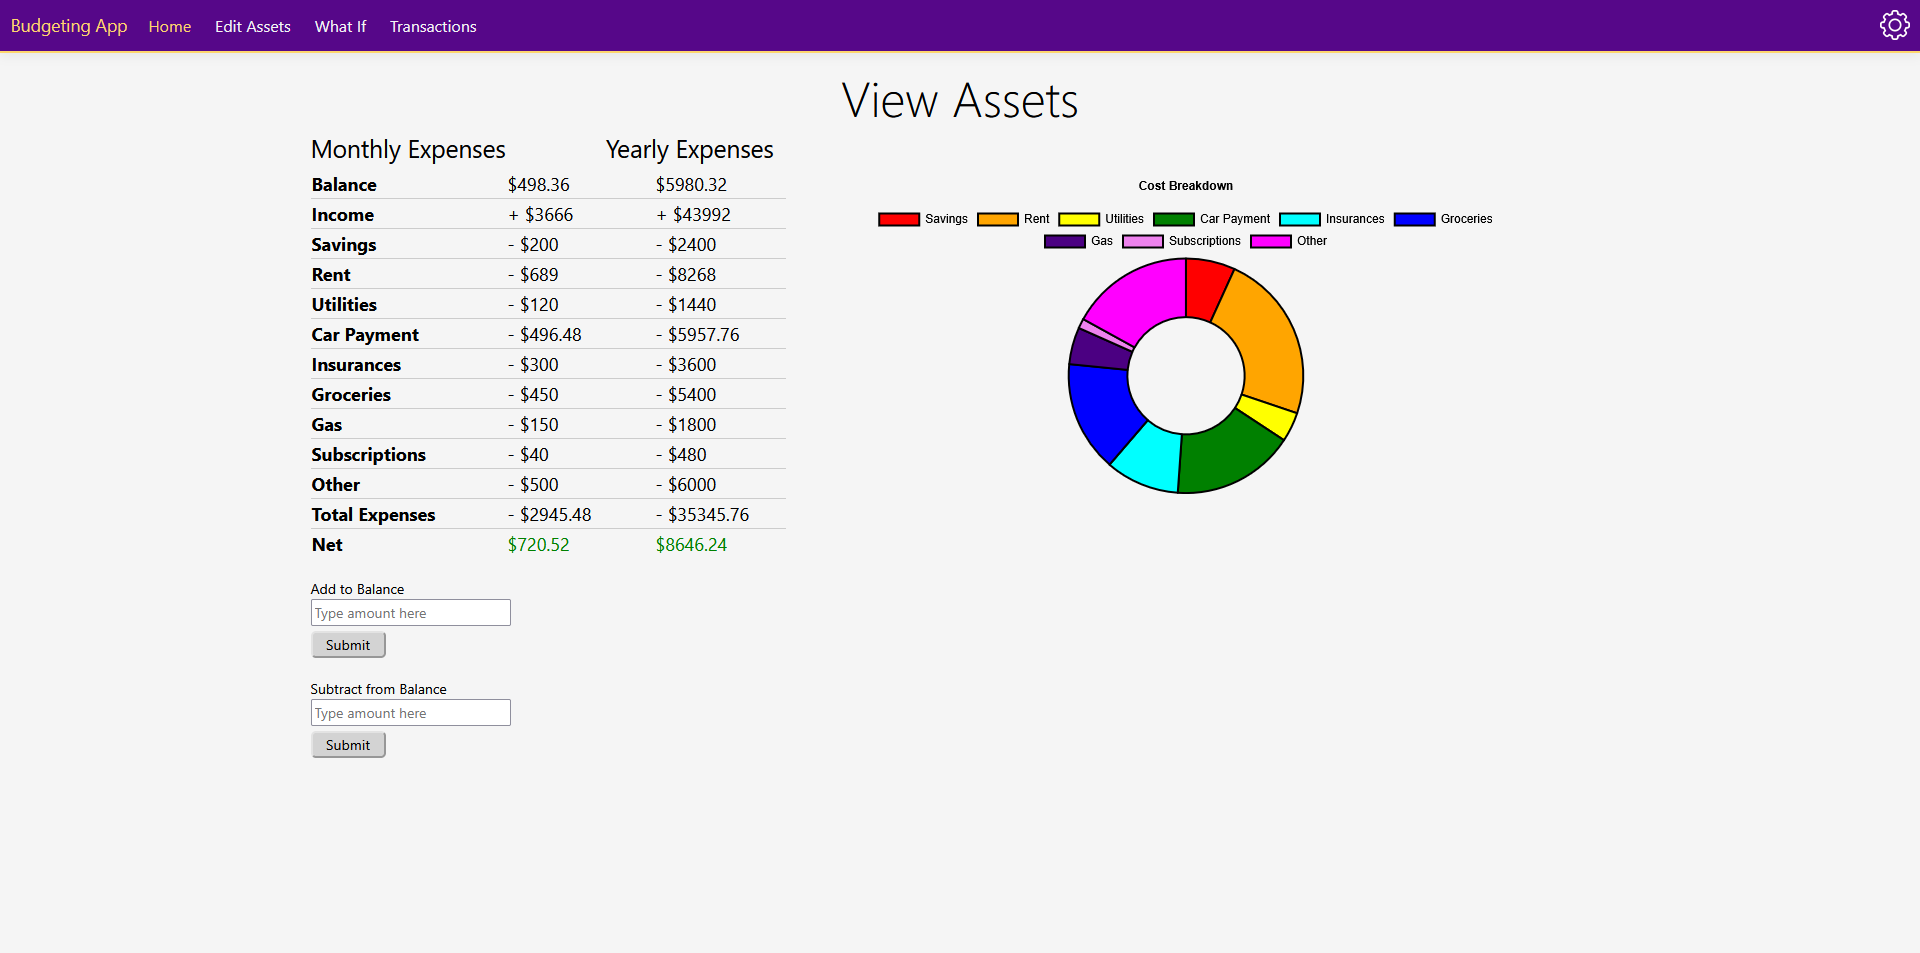 Budgeting App Home Edit Assets What If Transactions
View Assets
Monthly Expenses Yearly Expenses
Balance $498.36 $5980.32
Income + $3666 + $43992
Savings - $200 - $2400
Rent - $689 - $8268
Utilities - $120 - $1440
Car Payment - $496.48 - $5957.76
Insurances - $300 - $3600
Groceries - $450 - $5400
Gas - $150 - $1800
Subscriptions - $40 - $480
Other - $500 - $6000
Total Expenses - $2945.48 - $35345.76
Net $720.52 $8646.24
Add to Balance
Type amount here
Submit
Subtract from Balance
Type amount here
Submit
Cost Breakdown
Savings Rent Utilities Car Payment Insurances Groceries
Gas Subscriptions Other